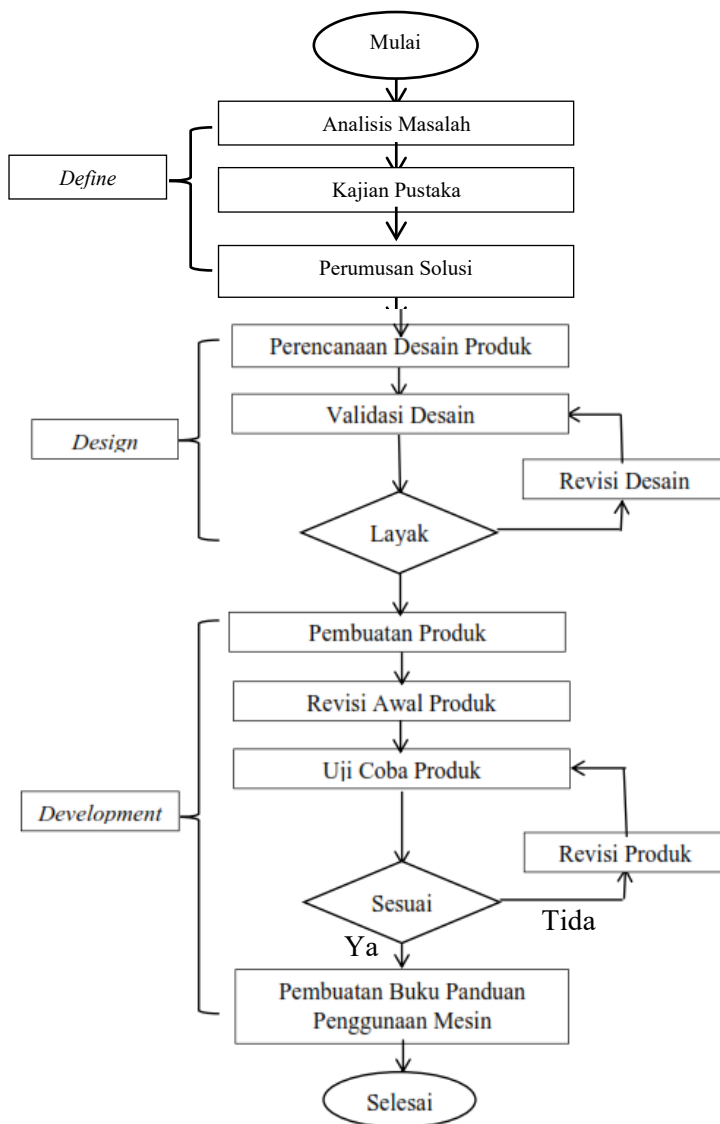 Mulai
Analisis Masalah
Define
Kajian Pustaka
Perumusan Solusi
Perencanaan Desain Produk
Validasi Desain
Design
Revisi Desain
Layak
Pembuatan Produk
Revisi Awal Produk
Uji Coba Produk
Development
Revisi Produk
Sesuai
Tida
Ya
Pembuatan Buku Panduan
Penggunaan Mesin
Selesai